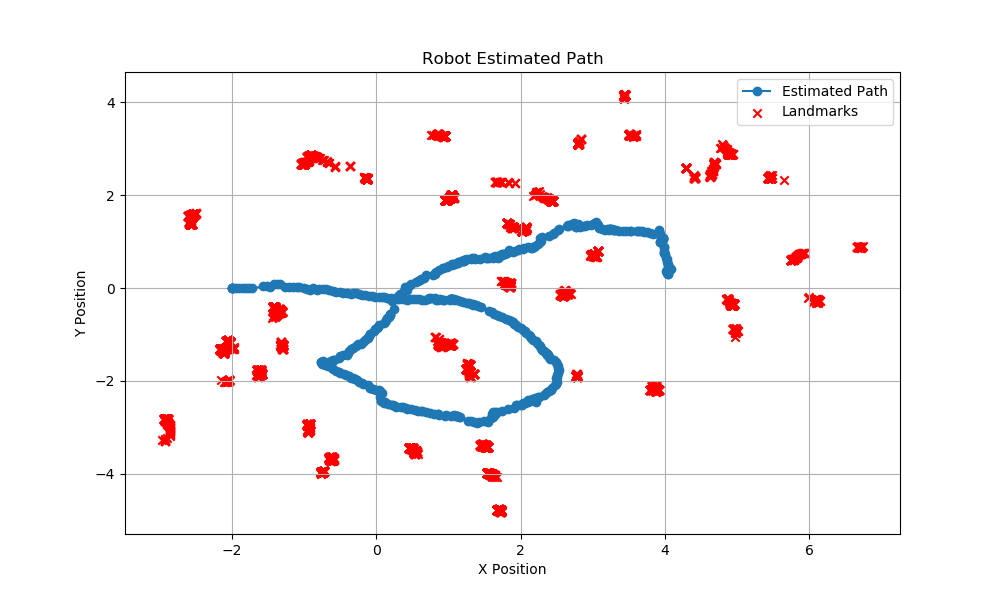 Robot Estimated Path
Estimated Path
Landmarks
4
2
0
−2
−4
Y Position
−2
0
2
4
6
X Position